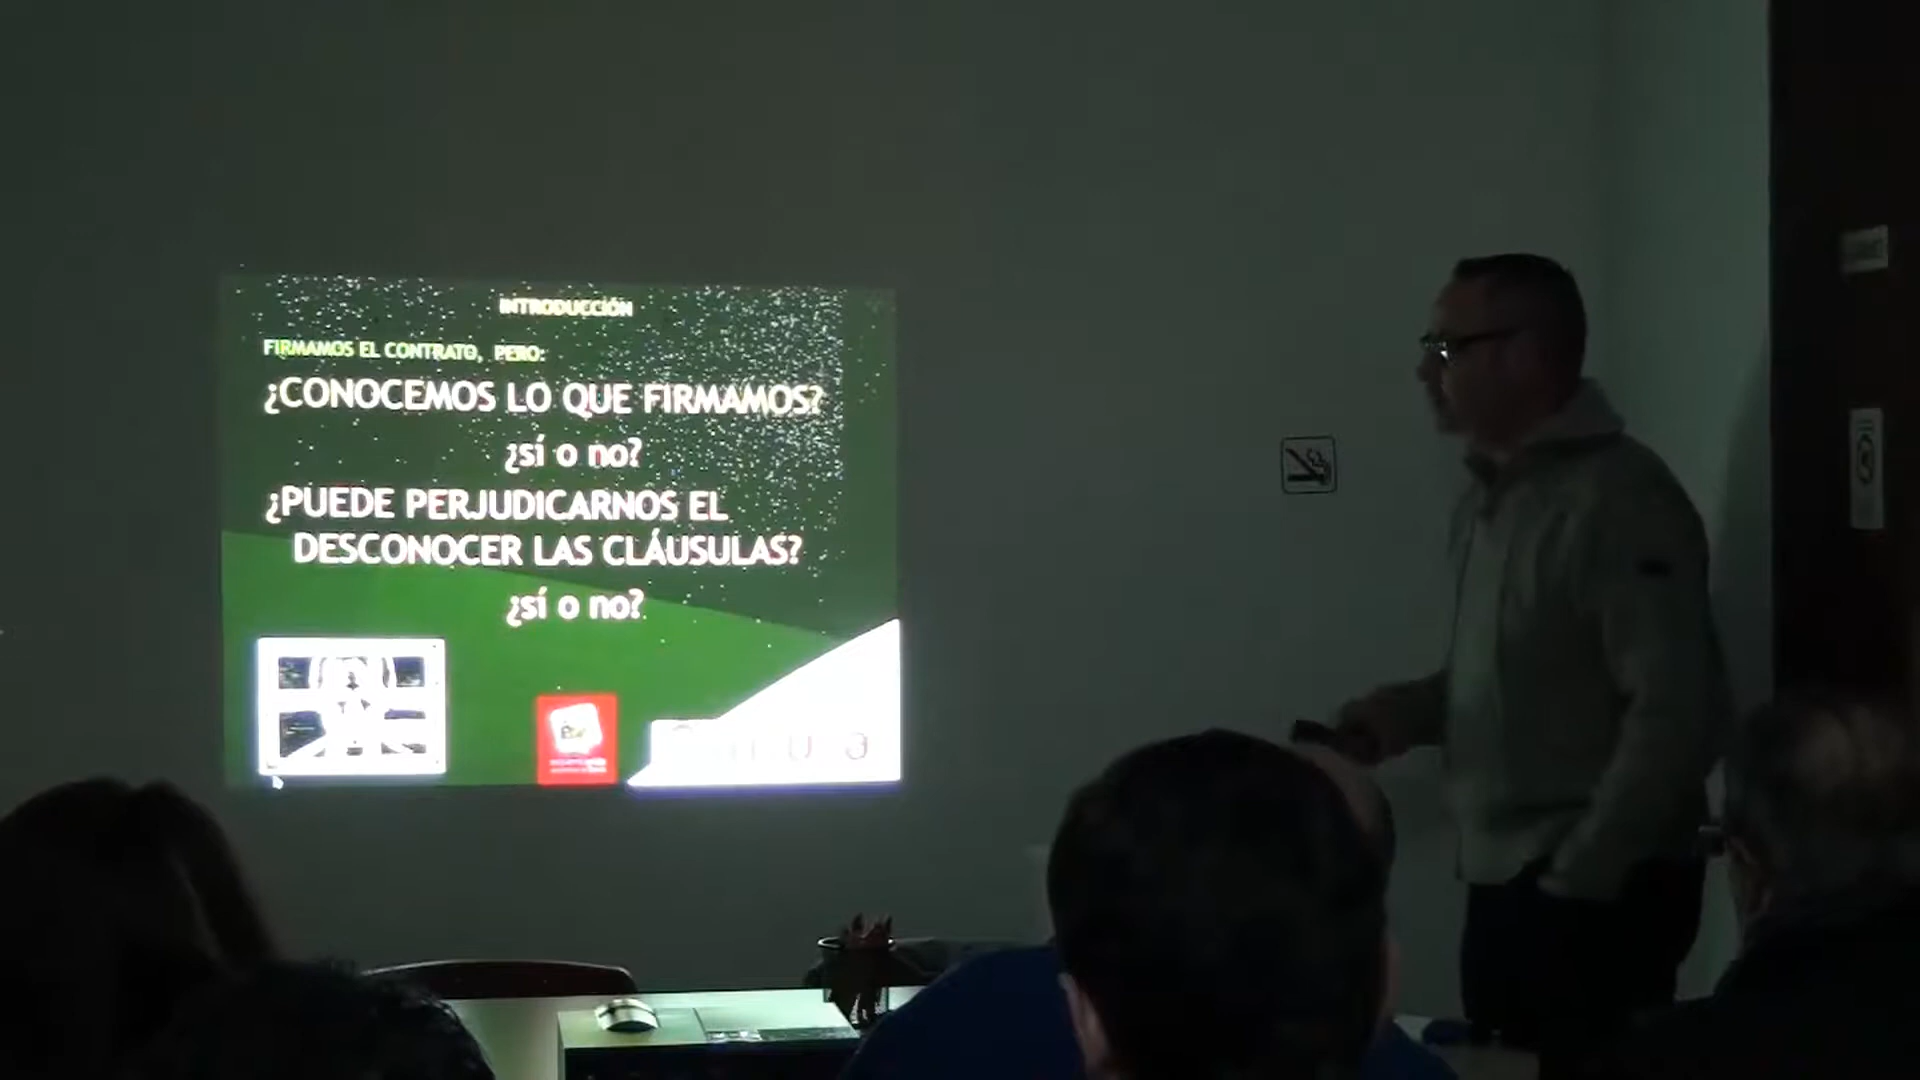 INTRODUCCIÓN
FIRMAMOS EL CONTRATO, PERO:
¿CONOCEMOS LO QUE FIRMAMOS?
¿sí o no?
¿PUEDE PERJUDICARNOS EL
DESCONOCER LAS CLÁUSULAS?
¿sí o no?